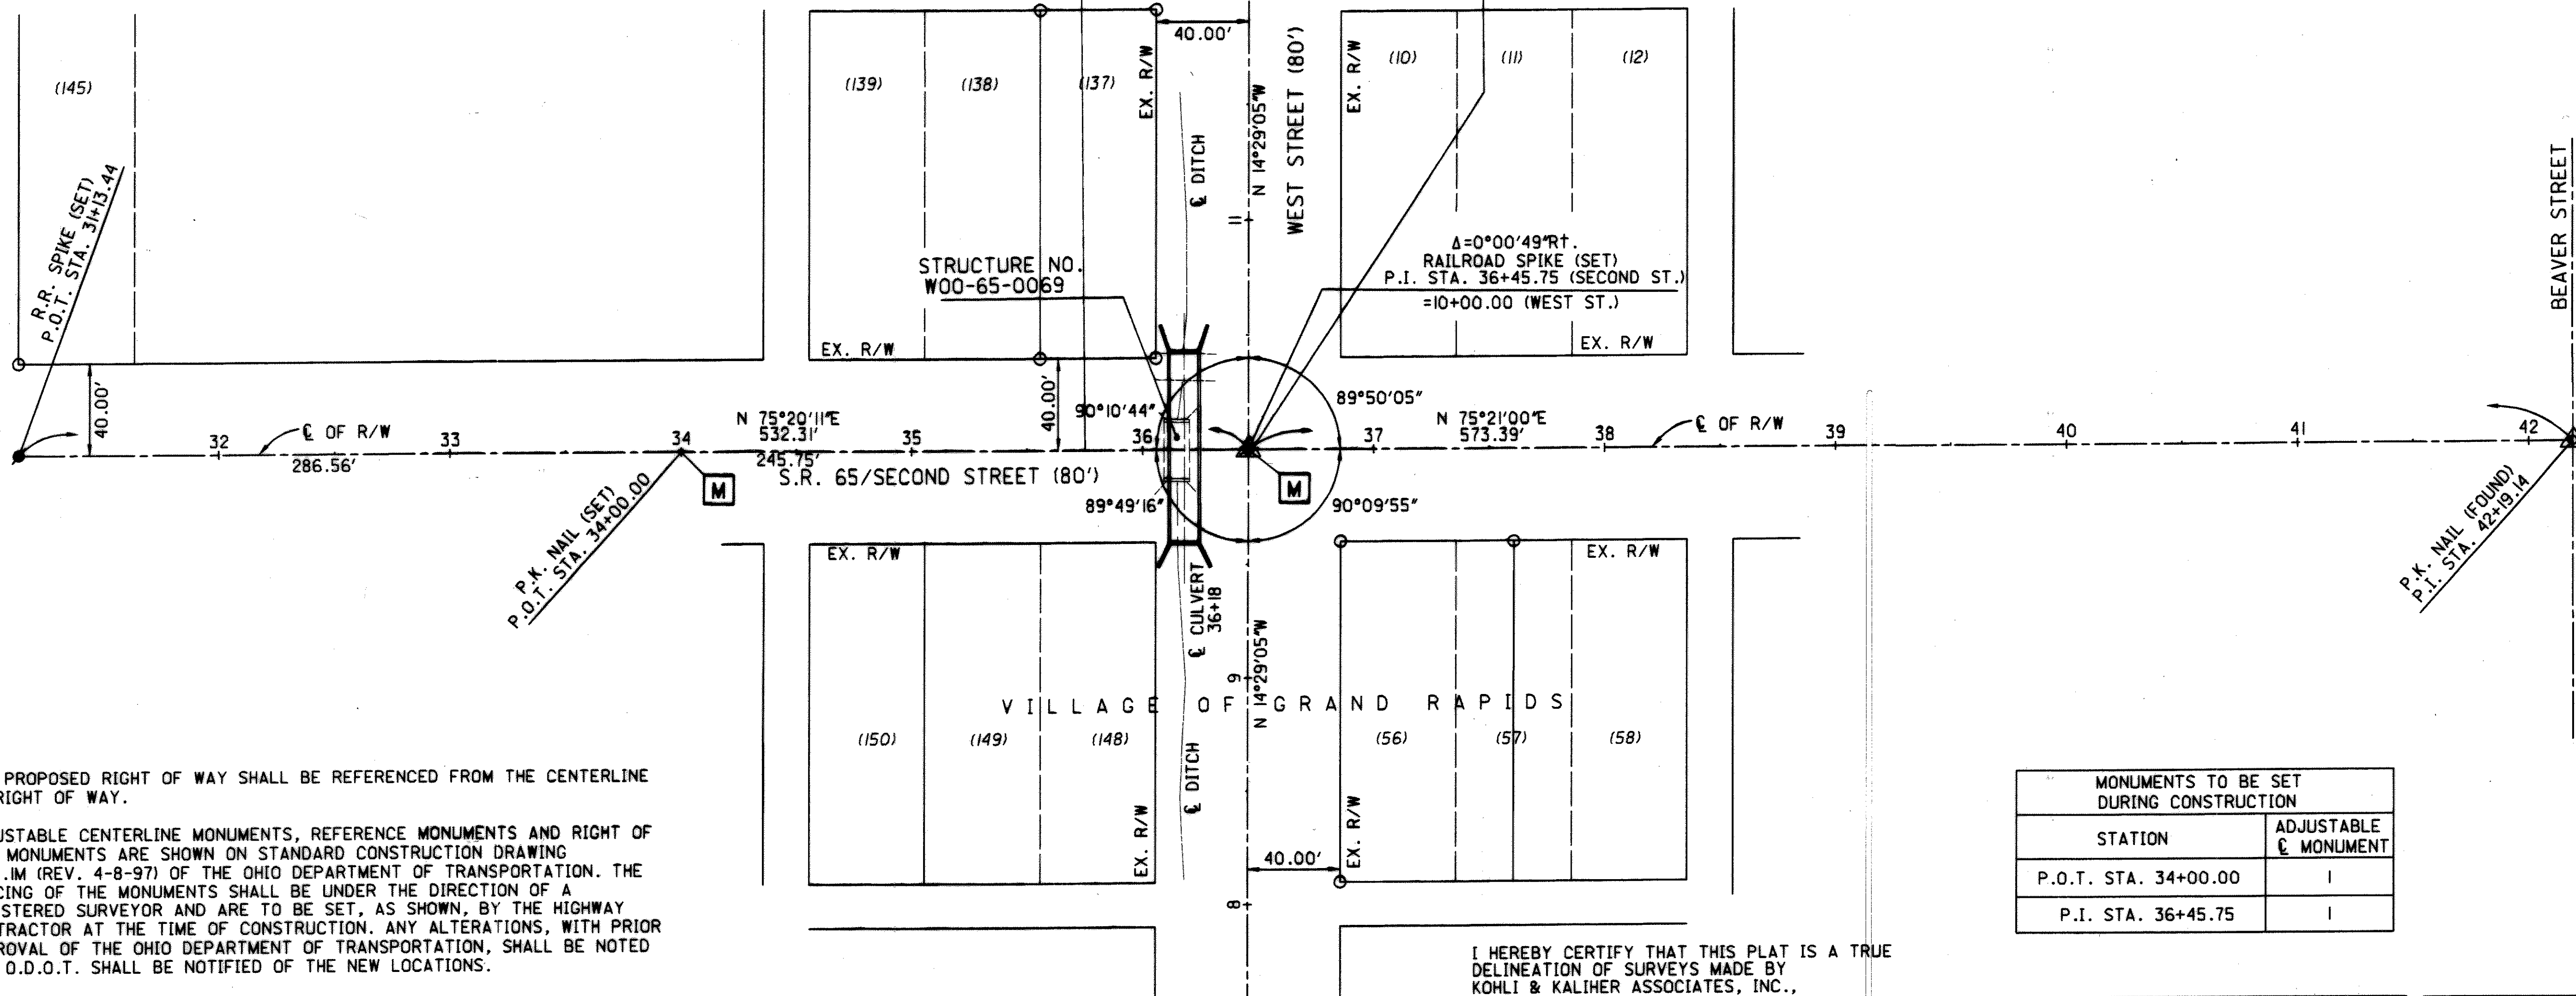 (145)
(139)
(138)
(137)
EX. R/W
40.00'
℄ DITCH
N 14°29'05"W
WEST STREET (80')
EX. R/W
(10)
(11)
(12)
BEAVER STREET
R.R. SPIKE (SET)
P.O.T. STA. 31+13.44
STRUCTURE NO.
WOO-65-0069
11
Δ=0°00'49"Rt.
RAILROAD SPIKE (SET)
P.I. STA. 36+45.75 (SECOND ST.)
=10+00.00 (WEST ST.)
EX. R/W
EX. R/W
40.00'
40.00'
90°10'44"
89°50'05"
N 75°20'11"E
532.31'
N 75°21'00"E
573.39'
℄ OF R/W
℄ OF R/W
32
33
34
35
36
37
38
39
40
41
42
286.56'
245.75'
S.R. 65/SECOND STREET (80')
M
M
89°49'16"
90°09'55"
P.K. NAIL (SET)
P.O.T. STA. 34+00.00
P.K. NAIL (FOUND)
P.I. STA. 42+19.14
EX. R/W
EX. R/W
℄ CULVERT
36+18
9
N 14°29'05"W
VILLAGE OF GRAND RAPIDS
(150)
(149)
(148)
(56)
(57)
(58)
℄ DITCH
EX. R/W
EX. R/W
40.00'
8
PROPOSED RIGHT OF WAY SHALL BE REFERENCED FROM THE CENTERLINE
RIGHT OF WAY.
USTABLE CENTERLINE MONUMENTS, REFERENCE MONUMENTS AND RIGHT OF
MONUMENTS ARE SHOWN ON STANDARD CONSTRUCTION DRAWING
.1M (REV. 4-8-97) OF THE OHIO DEPARTMENT OF TRANSPORTATION. THE
CING OF THE MONUMENTS SHALL BE UNDER THE DIRECTION OF A
STERED SURVEYOR AND ARE TO BE SET, AS SHOWN, BY THE HIGHWAY
TRACTOR AT THE TIME OF CONSTRUCTION. ANY ALTERATIONS, WITH PRIOR
ROVAL OF THE OHIO DEPARTMENT OF TRANSPORTATION, SHALL BE NOTED
O.D.O.T. SHALL BE NOTIFIED OF THE NEW LOCATIONS.
MONUMENTS TO BE SET
DURING CONSTRUCTION
STATION
ADJUSTABLE
℄ MONUMENT
P.O.T. STA. 34+00.00 1
P.I. STA. 36+45.75 1
I HEREBY CERTIFY THAT THIS PLAT IS A TRUE
DELINEATION OF SURVEYS MADE BY
KOHLI & KALIHER ASSOCIATES, INC.,